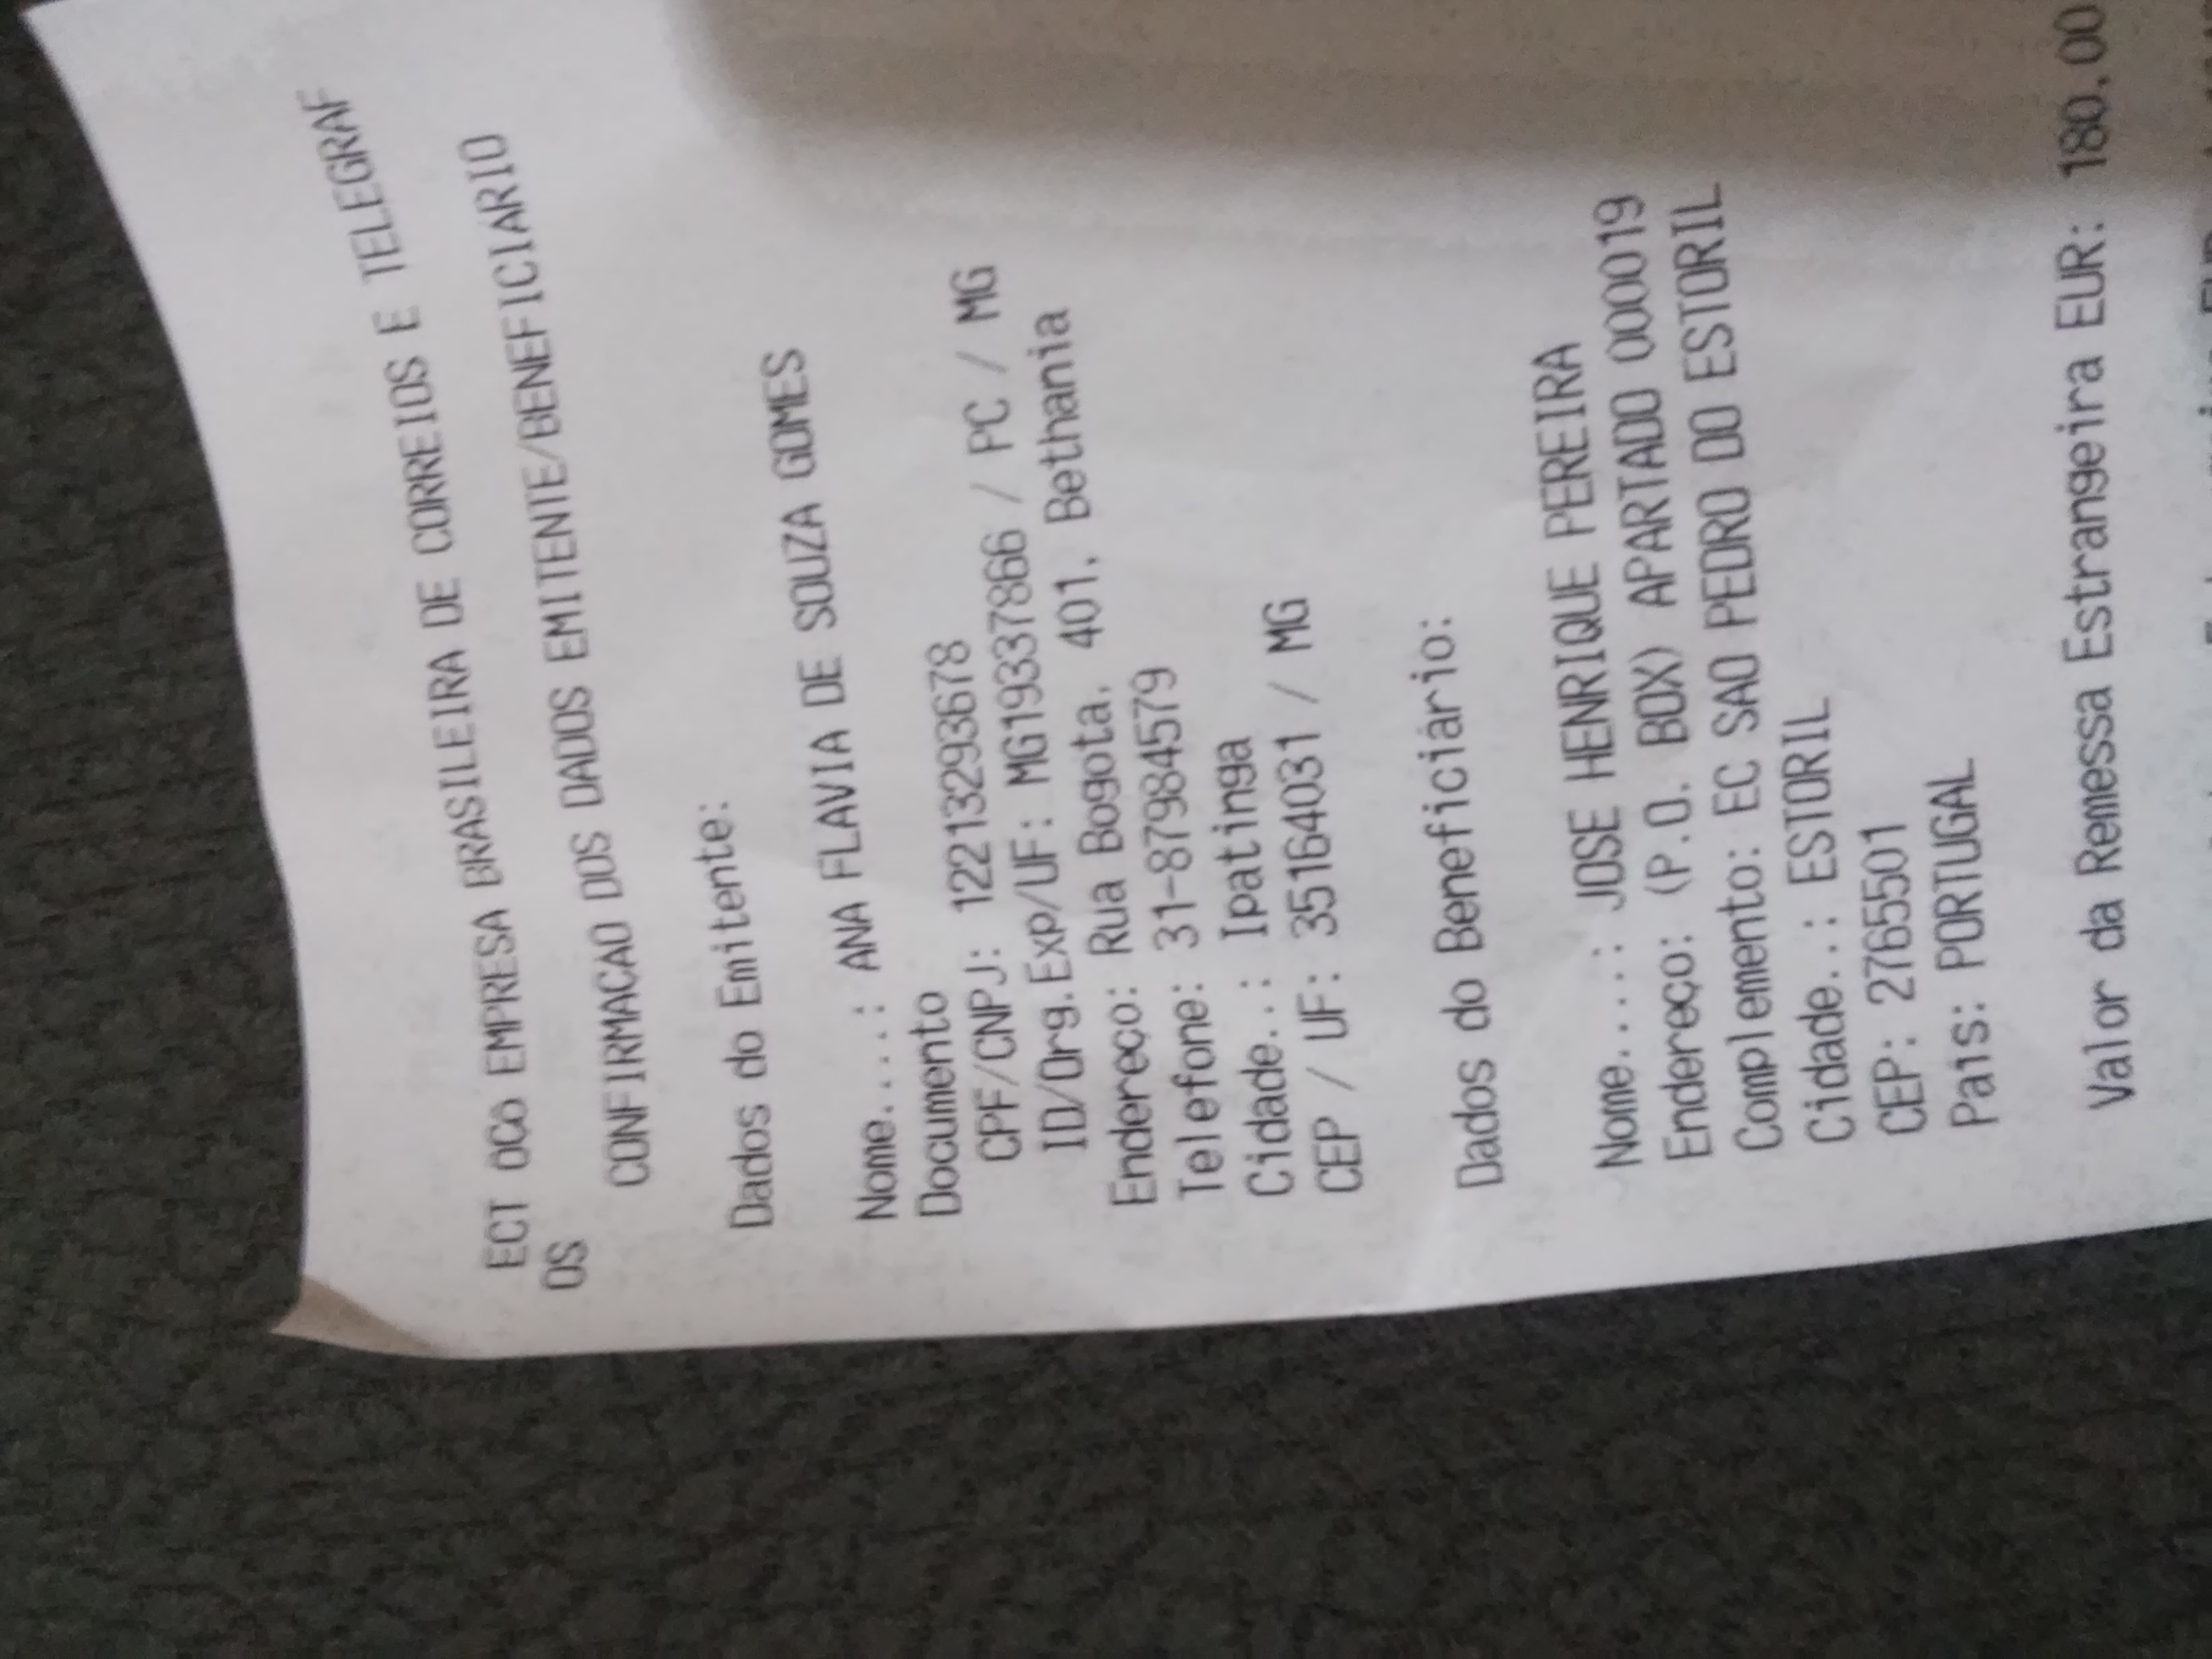 ECT OCO EMPRESA BRASILEIRA DE CORREIOS E TELEGRAF
OS
CONFIRMACAO DOS DADOS EMITENTE/BENEFICIARIO
Dados do Emitente:
Nome....: ANA FLAVIA DE SOUZA GOMES
Documento
CPF/CNPJ: 12213293678
ID/Org.Exp/UF: MG19337866 / PC / MG
Endereço: Rua Bogota, 401, Bethania
Telefone: 31-87984579
Cidade..: Ipatinga
CEP / UF: 35164031 / MG
Dados do Beneficiário:
Nome....: JOSE HENRIQUE PEREIRA
Endereço: (P.O. BOX) APARTADO 000019
Complemento: EC SAO PEDRO DO ESTORIL
Cidade..: ESTORIL
CEP: 2765501
País: PORTUGAL
Valor da Remessa Estrangeira EUR: 180,00